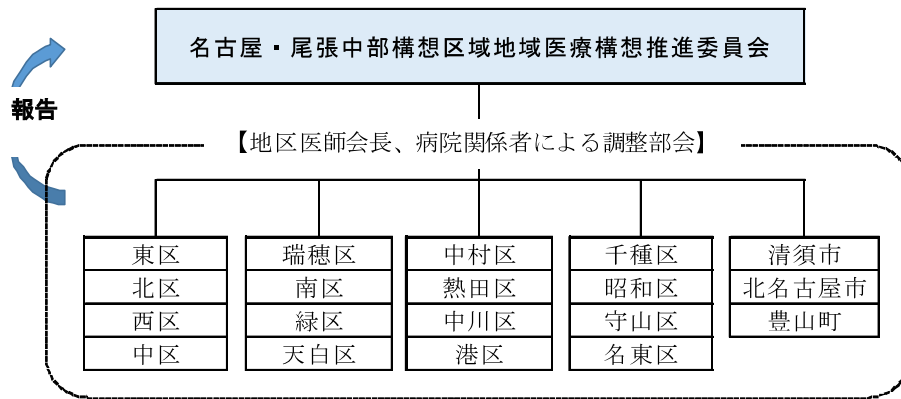 名古屋・尾張中部構想区域地域医療構想推進委員会
報告
【地区医師会長、病院関係者による調整部会】
東区
北区
西区
中区
瑞穂区
南区
緑区
天白区
中村区
熱田区
中川区
港区
千種区
昭和区
守山区
名東区
清須市
北名古屋市
豊山町